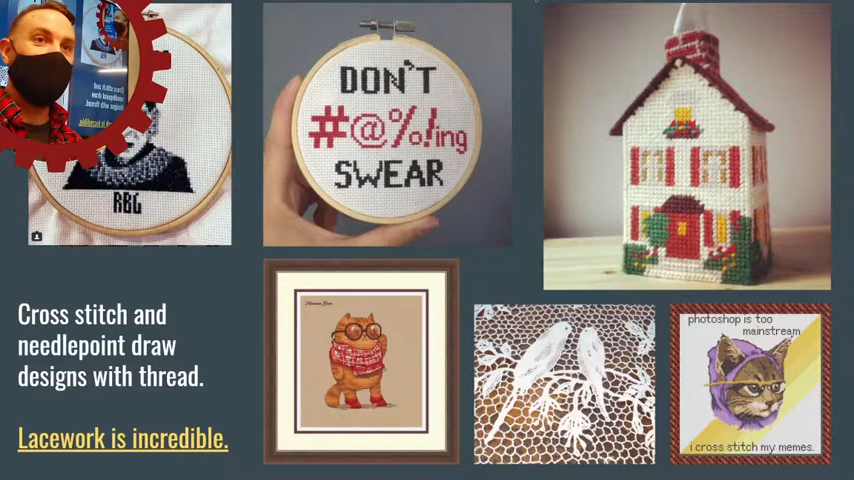 RBG
DON'T
#@%!ing
SWEAR
Cross stitch and
needlepoint draw
designs with thread.
Lacework is incredible.
photoshop is too
mainstream
i cross stitch my memes.